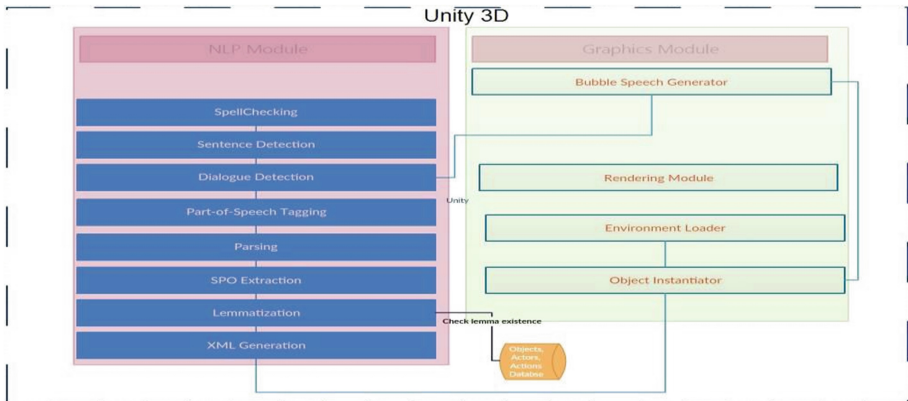 Unity 3D
NLP Module
SpellChecking
Sentence Detection
Dialogue Detection
Part-of-Speech Tagging
Parsing
SPO Extraction
Lemmatization
XML Generation
Unity
Graphics Module
Bubble Speech Generator
Rendering Module
Environment Loader
Object Instantiator
Check lemma existence
Objects,
Actors,
Actions
Databse